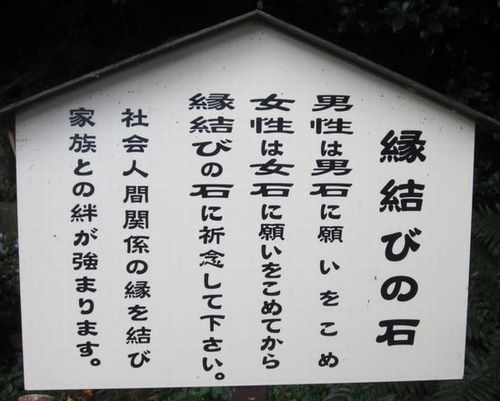 縁結びの石
男性は男石に願いをこめ
女性は女石に願いをこめてから
縁結びの石に祈念して下さい。
社会人間関係の縁を結び
家族との絆が強まります。